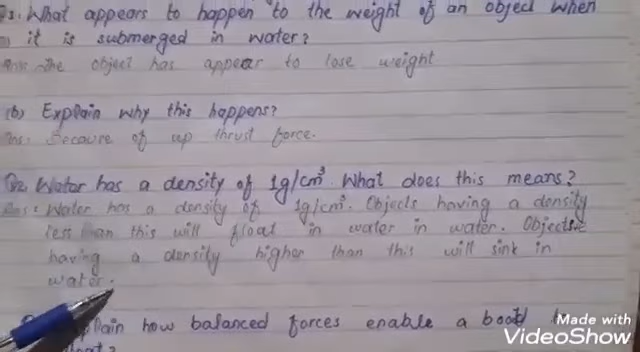 Q1. What appears to happen to the weight of an object when
a) it is submerged in water?
Ans: The object has appear to lose weight
(b) Explain why this happens?
Ans: Because of up thrust force.
Q2. Water has a density of 1g/cm³. What does this means?
Ans: Water has a density of 1g/cm³. Objects having a density
less than this will float in water in water. Objects
having a density higher than this will sink in
water.
how balanced forces enable a boat to
float?
Made with
VideoShow